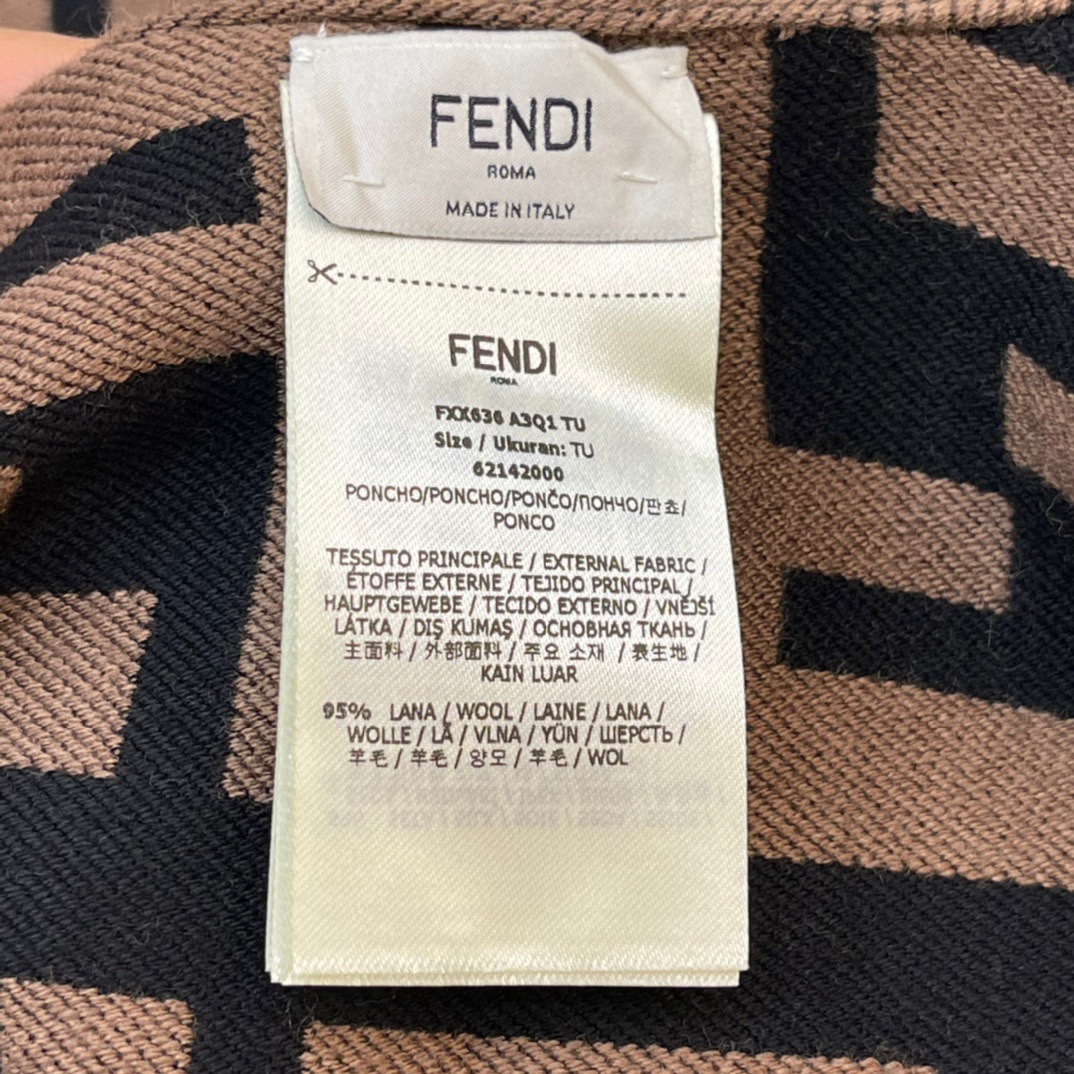 FENDI
ROMA
MADE IN ITALY
FENDI
ROMA
FXX636 A3Q1 TU
Size / Ukuran: TU
62142000
PONCHO/PONCHO/PONČO/ПОНЧО/판초/
PONCO
TESSUTO PRINCIPALE / EXTERNAL FABRIC /
ÉTOFFE EXTERNE / TEJIDO PRINCIPAL /
HAUPTGEWEBE / TECIDO EXTERNO / VNĚJŠÍ
LÁTKA / DIŞ KUMAŞ / ОСНОВНАЯ ТКАНЬ /
主面料 / 外部面料 / 주요 소재 / 表生地 /
KAIN LUAR
95% LANA / WOOL / LAINE / LANA /
WOLLE / LÃ / VLNA / YÜN / ШЕРСТЬ /
羊毛 / 羊毛 / 양모 / 羊毛 / WOL